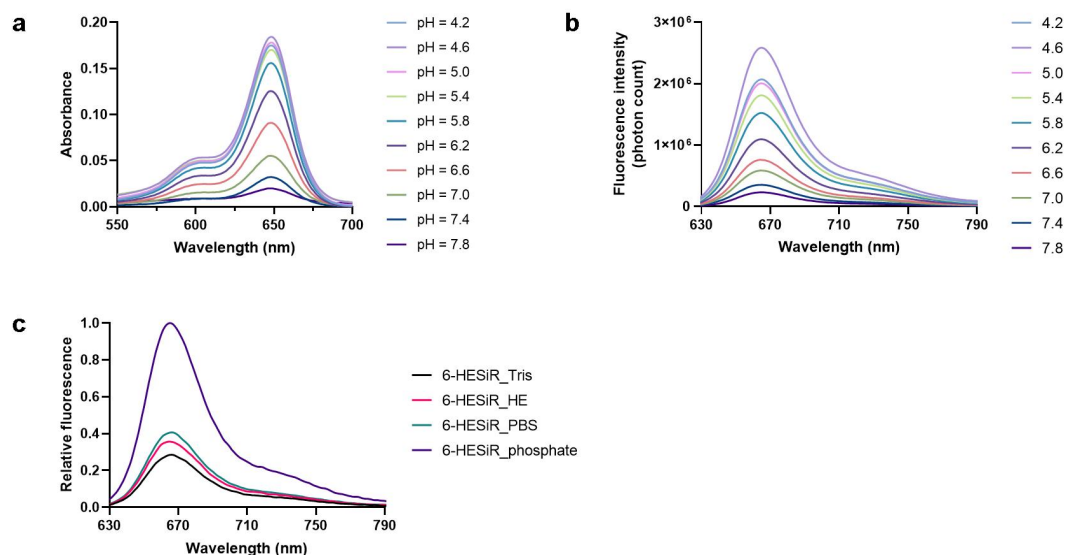 a
Absorbance
0.20
0.15
0.10
0.05
0.00
550 600 650 700
Wavelength (nm)
pH = 4.2
pH = 4.6
pH = 5.0
pH = 5.4
pH = 5.8
pH = 6.2
pH = 6.6
pH = 7.0
pH = 7.4
pH = 7.8
b
Fluorescence intensity
(photon count)
3×10⁶
2×10⁶
1×10⁶
0
630 670 710 750 790
Wavelength (nm)
4.2
4.6
5.0
5.4
5.8
6.2
6.6
7.0
7.4
7.8
c
Relative fluorescence
1.0
0.8
0.6
0.4
0.2
0.0
630 670 710 750 790
Wavelength (nm)
6-HESiR_Tris
6-HESiR_HE
6-HESiR_PBS
6-HESiR_phosphate